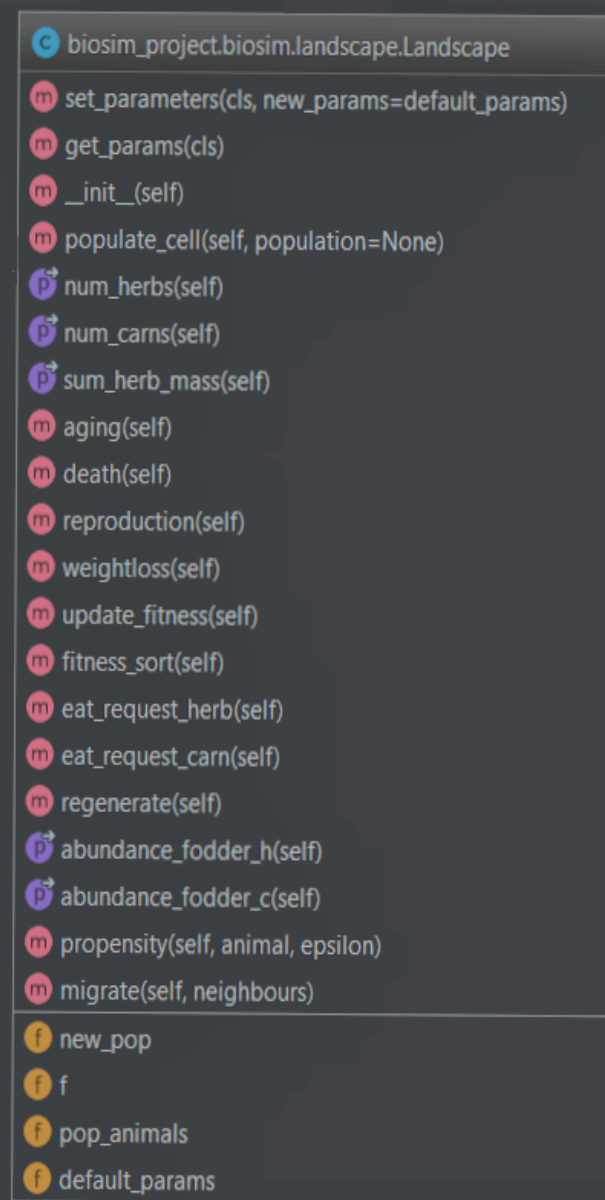 C biosim_project.biosim.landscape.Landscape
m set_parameters(cls, new_params=default_params)
m get_params(cls)
m __init__(self)
m populate_cell(self, population=None)
p num_herbs(self)
p num_carns(self)
p sum_herb_mass(self)
m aging(self)
m death(self)
m reproduction(self)
m weightloss(self)
m update_fitness(self)
m fitness_sort(self)
m eat_request_herb(self)
m eat_request_carn(self)
m regenerate(self)
p abundance_fodder_h(self)
p abundance_fodder_c(self)
m propensity(self, animal, epsilon)
m migrate(self, neighbours)
f new_pop
f f
f pop_animals
f default_params